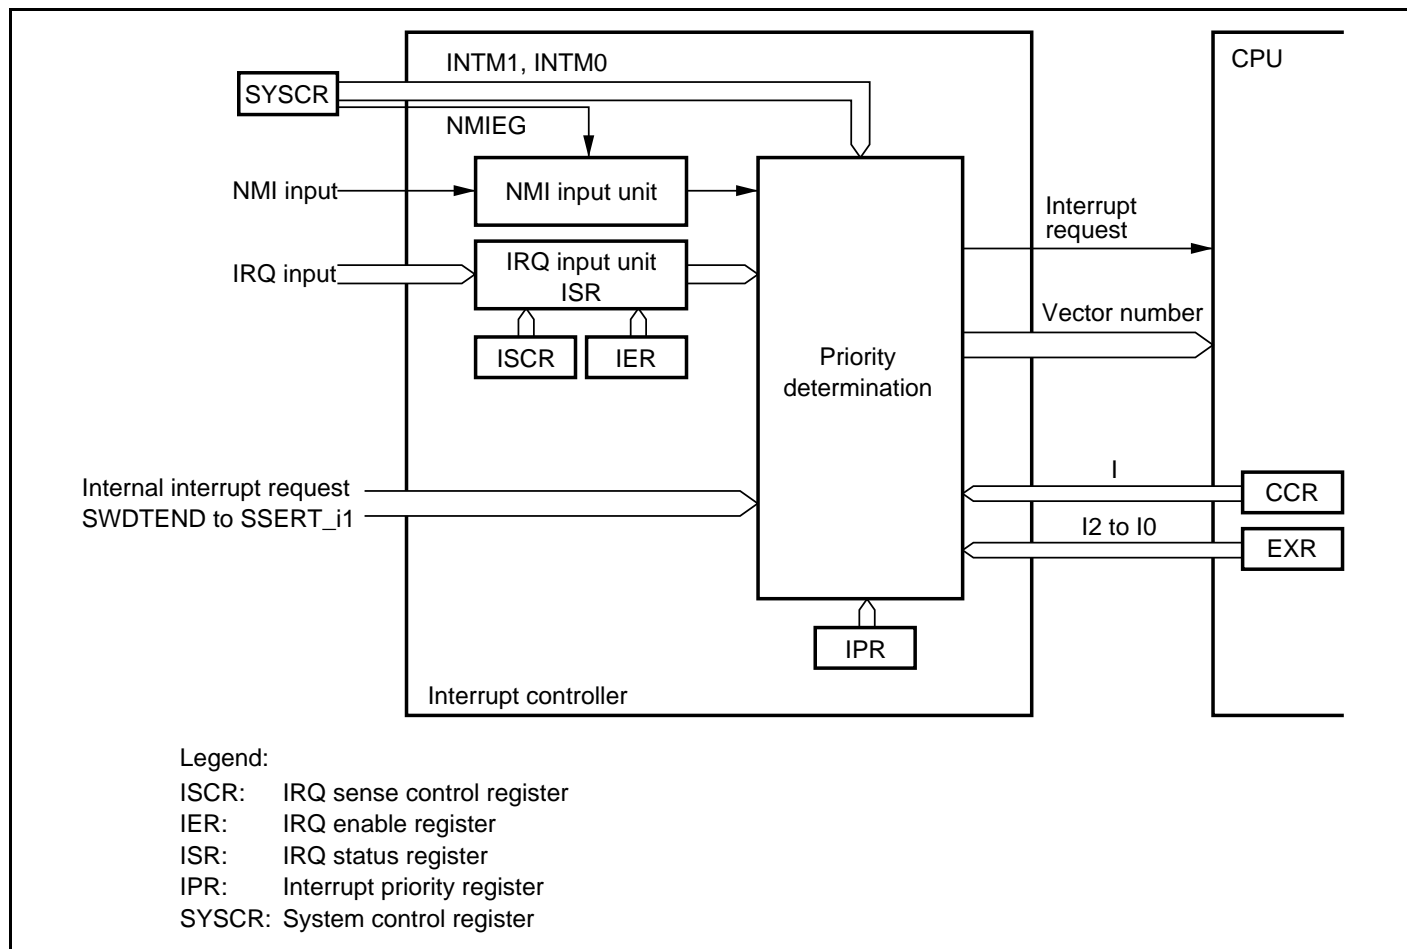 INTM1, INTM0
CPU
SYSCR
NMIEG
NMI input
NMI input unit
Interrupt
request
IRQ input
IRQ input unit
ISR
Vector number
ISCR
IER
Priority
determination
I
CCR
Internal interrupt request
SWDTEND to SSERT_i1
I2 to I0
EXR
IPR
Interrupt controller
Legend:
ISCR: IRQ sense control register
IER: IRQ enable register
ISR: IRQ status register
IPR: Interrupt priority register
SYSCR: System control register